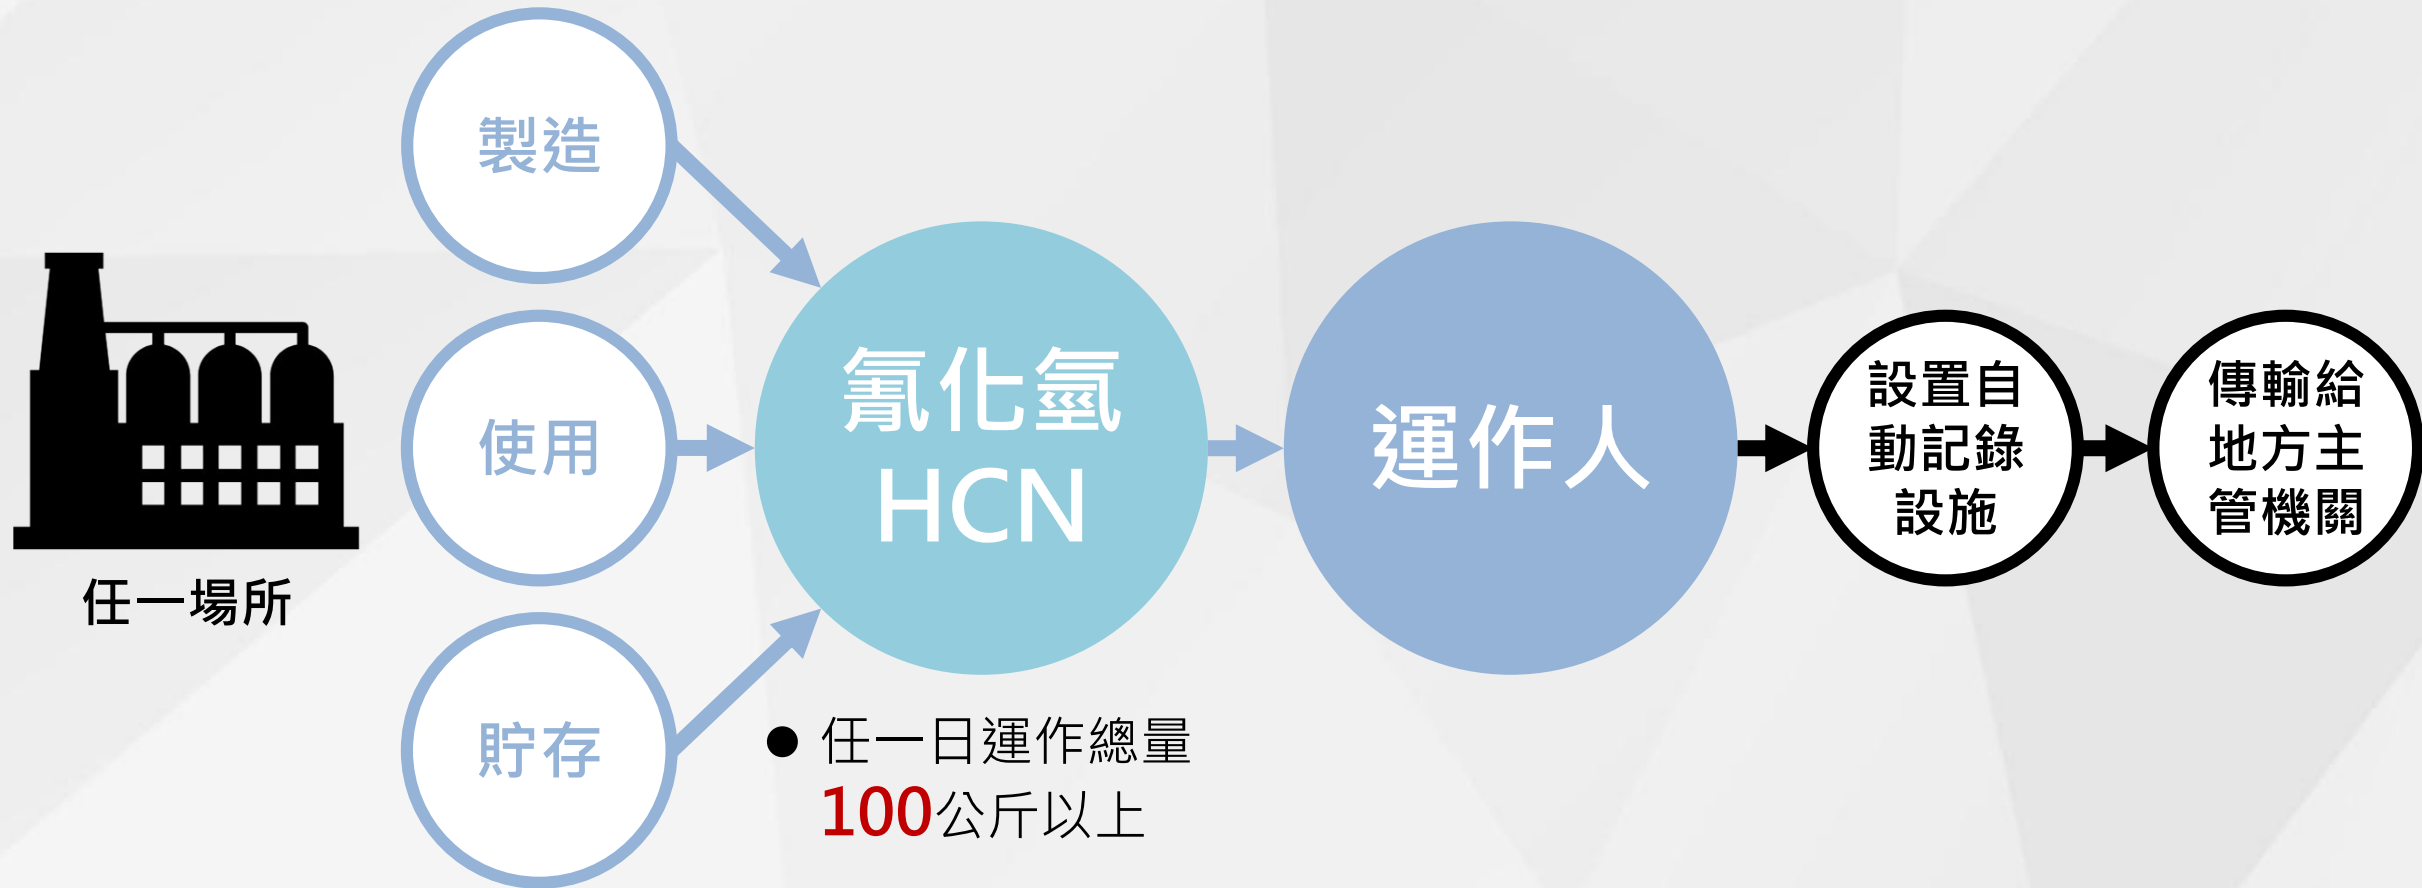 任一場所
製造
使用
貯存
氰化氫
HCN
● 任一日運作總量
100公斤以上
運作人
設置自
動記錄
設施
傳輸給
地方主
管機關